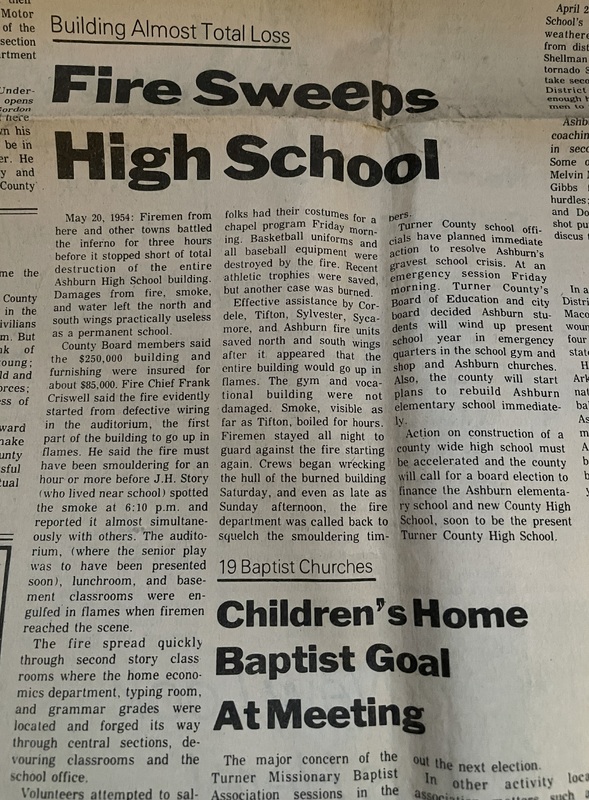 Building Almost Total Loss
Fire Sweeps
High School
May 20, 1954: Firemen from
here and other towns battled
the inferno for three hours
before it stopped short of total
destruction of the entire
Ashburn High School building.
Damages from fire, smoke,
and water left the north and
south wings practically useless
as a permanent school.
County Board members said
the $250,000 building and
furnishing were insured for
about $85,000. Fire Chief Frank
Criswell said the fire evidently
started from defective wiring
in the auditorium, the first
part of the building to go up in
flames. He said the fire must
have been smouldering for an
hour or more before J.H. Story
(who lived near school) spotted
the smoke at 6:10 p.m. and
reported it almost simultane-
ously with others. The audito-
rium, (where the senior play
was to have been presented
soon), lunchroom, and base-
ment classrooms were en-
gulfed in flames when firemen
reached the scene.
The fire spread quickly
through second story class
rooms where the home econo-
mics department, typing room,
and grammar grades were
located and forged its way
through central sections, de-
vouring classrooms and the
school office.
Volunteers attempted to sal-
folks had their costumes for a
chapel program Friday morn-
ing. Basketball uniforms and
all baseball equipment were
destroyed by the fire. Recent
athletic trophies were saved,
but another case was burned.
Effective assistance by Cor-
dele, Tifton, Sylvester, Syca-
more, and Ashburn fire units
saved north and south wings
after it appeared that the
entire building would go up in
flames. The gym and voca-
tional building were not
damaged. Smoke, visible as
far as Tifton, boiled for hours.
Firemen stayed all night to
guard against the fire starting
again. Crews began wrecking
the hull of the burned building
Saturday, and even as late as
Sunday afternoon, the fire
department was called back to
squelch the smouldering tim-
bers.
Turner County school offi-
cials have planned immediate
action to resolve Ashburn's
gravest school crisis. At an
emergency session Friday
morning. Turner County's
Board of Education and city
board decided Ashburn stu-
dents will wind up present
school year in emergency
quarters in the school gym and
shop and Ashburn churches.
Also, the county will start
plans to rebuild Ashburn
elementary school immediate-
ly.
Action on construction of a
county wide high school must
be accelerated and the county
will call for a board election to
finance the Ashburn elementa-
ry school and new County High
School, soon to be the present
Turner County High School.
19 Baptist Churches
Children's Home
Baptist Goal
At Meeting
The major concern of the
Turner Missionary Baptist
Association sessions in the
out the next election.
In other activity